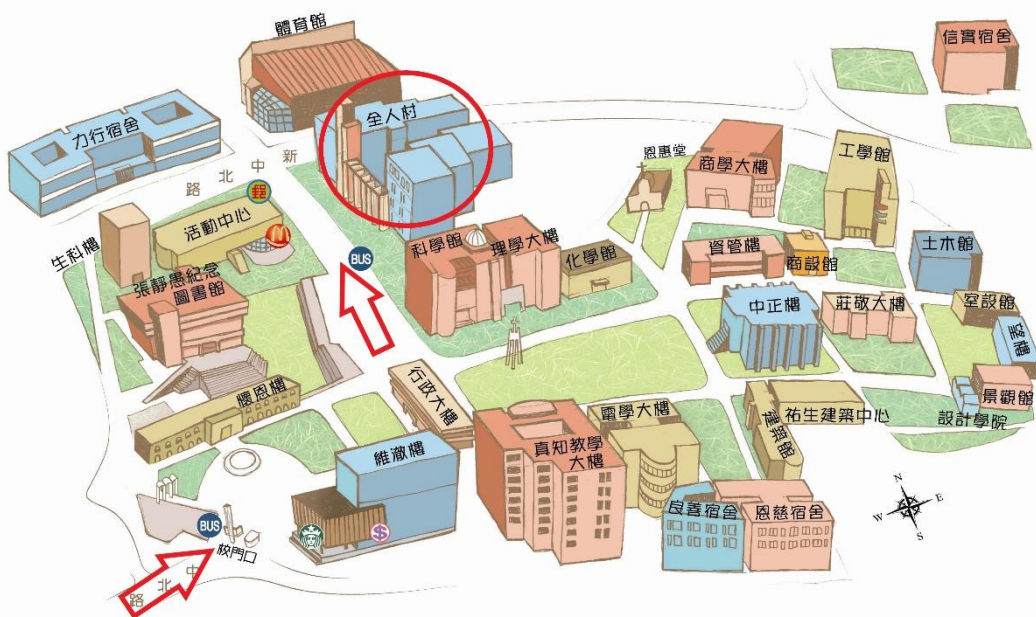 體育館
信實宿舍
全人村
力行宿舍
恩惠堂
商學大樓
工學館
新中北路
郵
活動中心
M
生科樓
BUS
科學館
理學大樓
化學館
資管樓
商設館
土木館
張靜愚紀念
圖書館
中正樓
莊敬大樓
室設館
望樓
懷恩樓
行政大樓
景觀館
設計學院
電學大樓
建築館
祐生建築中心
維澈樓
真知教學
大樓
N
W
E
S
良善宿舍
恩慈宿舍
BUS
$
校門口
中北路